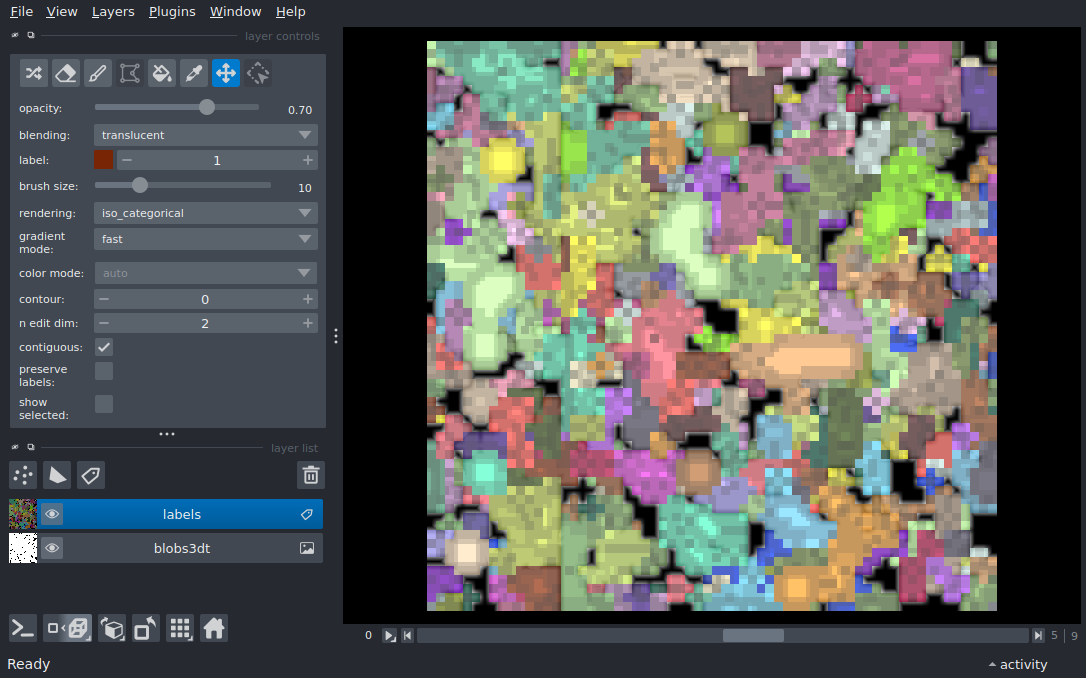 File View Layers Plugins Window Help
layer controls
opacity: 0.70
blending: translucent
label: 1
brush size: 10
rendering: iso_categorical
gradient
mode: fast
color mode: auto
contour: 0
n edit dim: 2
contiguous:
preserve
labels:
show
selected:
layer list
labels
blobs3dt
0 5 | 9
Ready activity